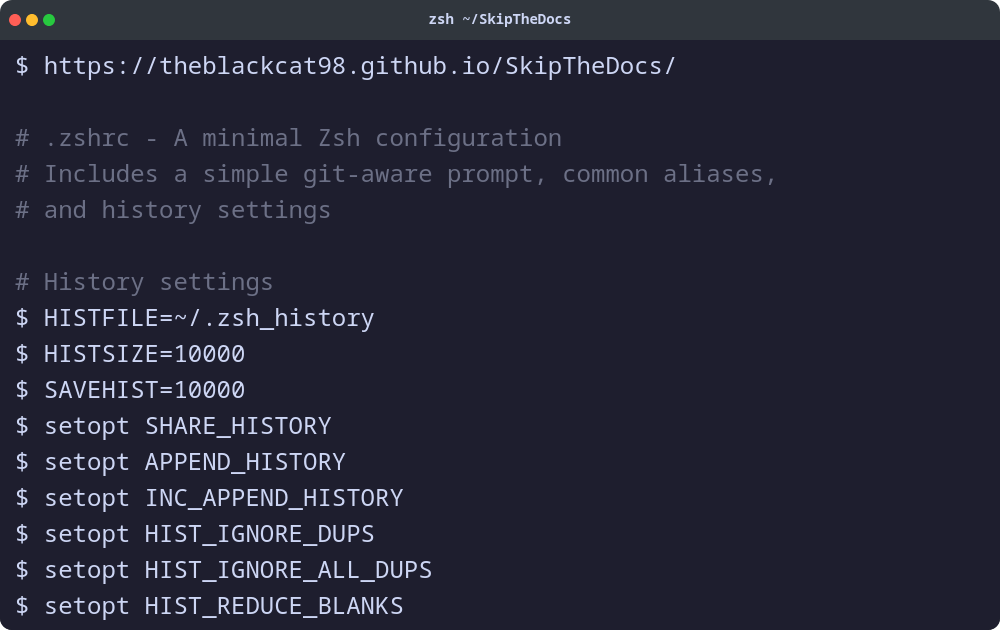 zsh ~/SkipTheDocs
$ https://theblackcat98.github.io/SkipTheDocs/
# .zshrc - A minimal Zsh configuration
# Includes a simple git-aware prompt, common aliases,
# and history settings
# History settings
$ HISTFILE=~/.zsh_history
$ HISTSIZE=10000
$ SAVEHIST=10000
$ setopt SHARE_HISTORY
$ setopt APPEND_HISTORY
$ setopt INC_APPEND_HISTORY
$ setopt HIST_IGNORE_DUPS
$ setopt HIST_IGNORE_ALL_DUPS
$ setopt HIST_REDUCE_BLANKS